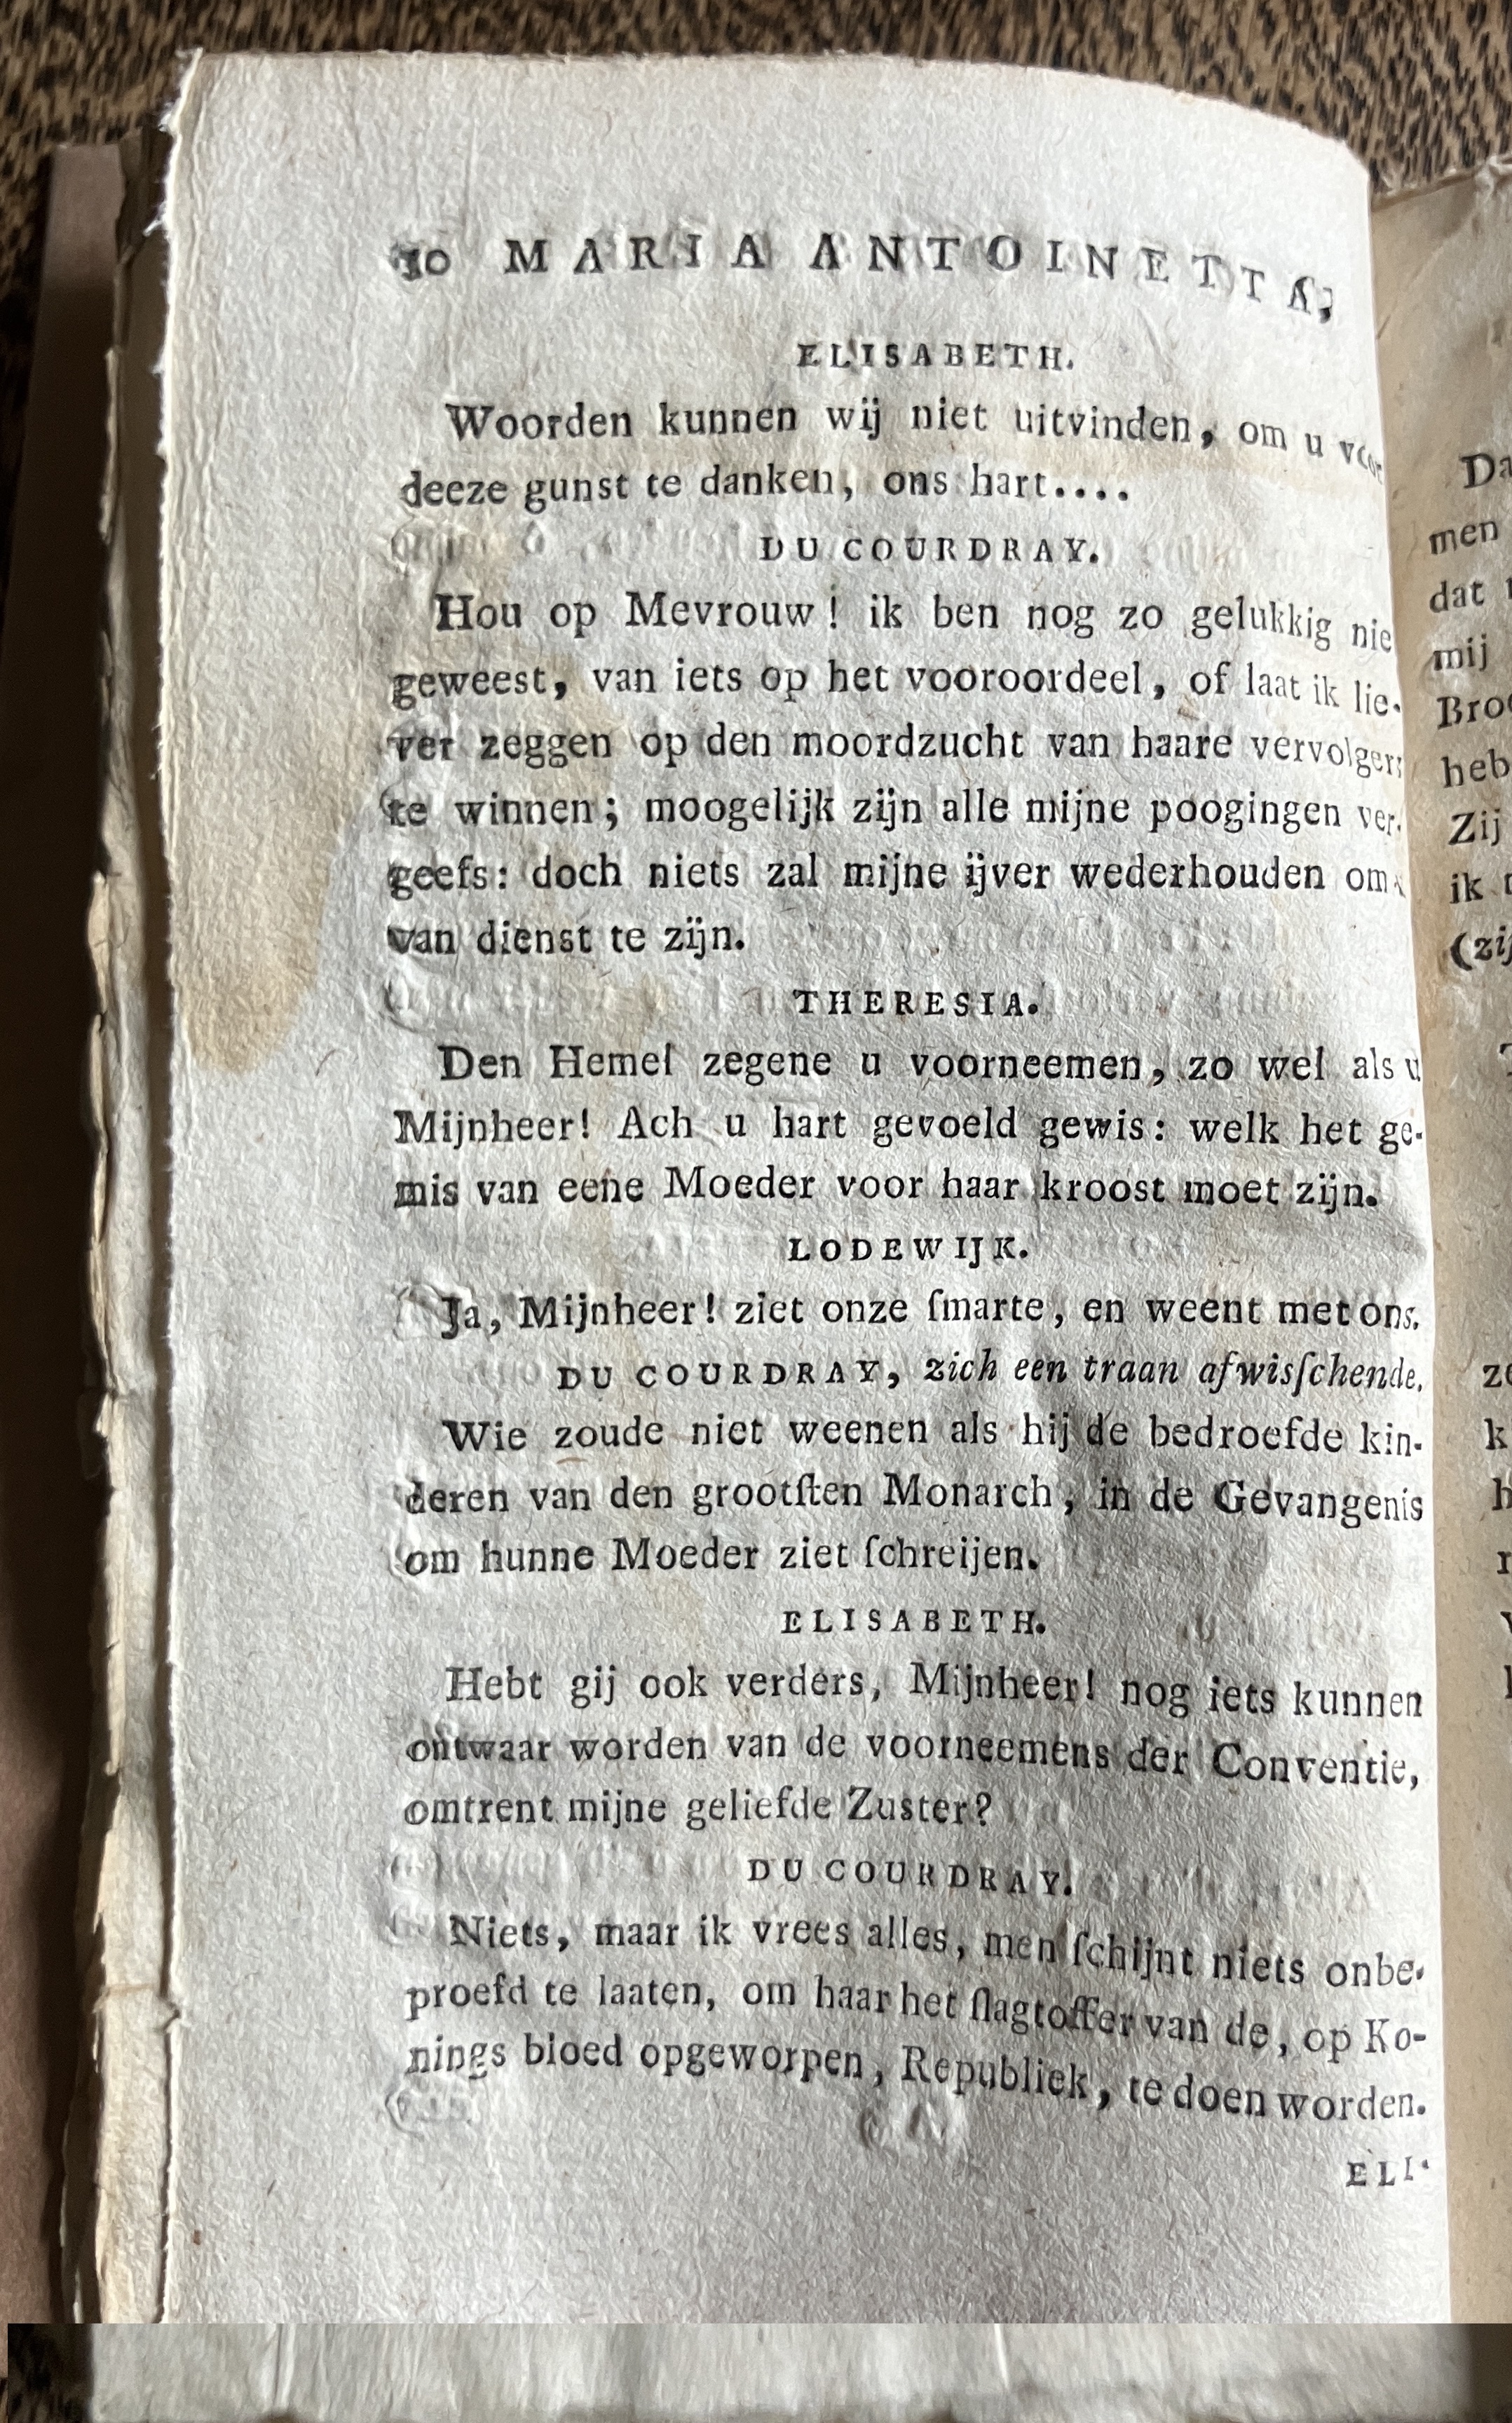 10 MARIA ANTOINETTA,
ELISABETH.
Woorden kunnen wij niet uitvinden, om u voor
deeze gunst te danken, ons hart....
DU COURDRAY.
Hou op Mevrouw! ik ben nog zo gelukkig nie
geweest, van iets op het vooroordeel, of laat ik lie-
ver zeggen op den moordzucht van haare vervolgers
te winnen; moogelijk zijn alle mijne poogingen ver-
geefs: doch niets zal mijne ijver wederhouden om
van dienst te zijn.
THERESIA.
Den Hemel zegene u voorneemen, zo wel als u
Mijnheer! Ach u hart gevoeld gewis: welk het ge-
mis van eene Moeder voor haar kroost moet zijn.
LODEWIJK.
Ja, Mijnheer! ziet onze ſmarte, en weent met ons.
DU COURDRAY, zich een traan afwisſchende.
Wie zoude niet weenen als hij de bedroefde kin-
deren van den grootſten Monarch, in de Gevangenis
om hunne Moeder ziet ſchreijen.
ELISABETH.
Hebt gij ook verders, Mijnheer! nog iets kunnen
ontwaar worden van de voorneemens der Conventie,
omtrent mijne geliefde Zuster?
DU COURDRAY.
Niets, maar ik vrees alles, men ſchijnt niets onbe-
proefd te laaten, om haar het ſlagtoffer van de, op Ko-
nings bloed opgeworpen, Republiek, te doen worden.
ELI-
men
dat
mij
heb
Zij
ik